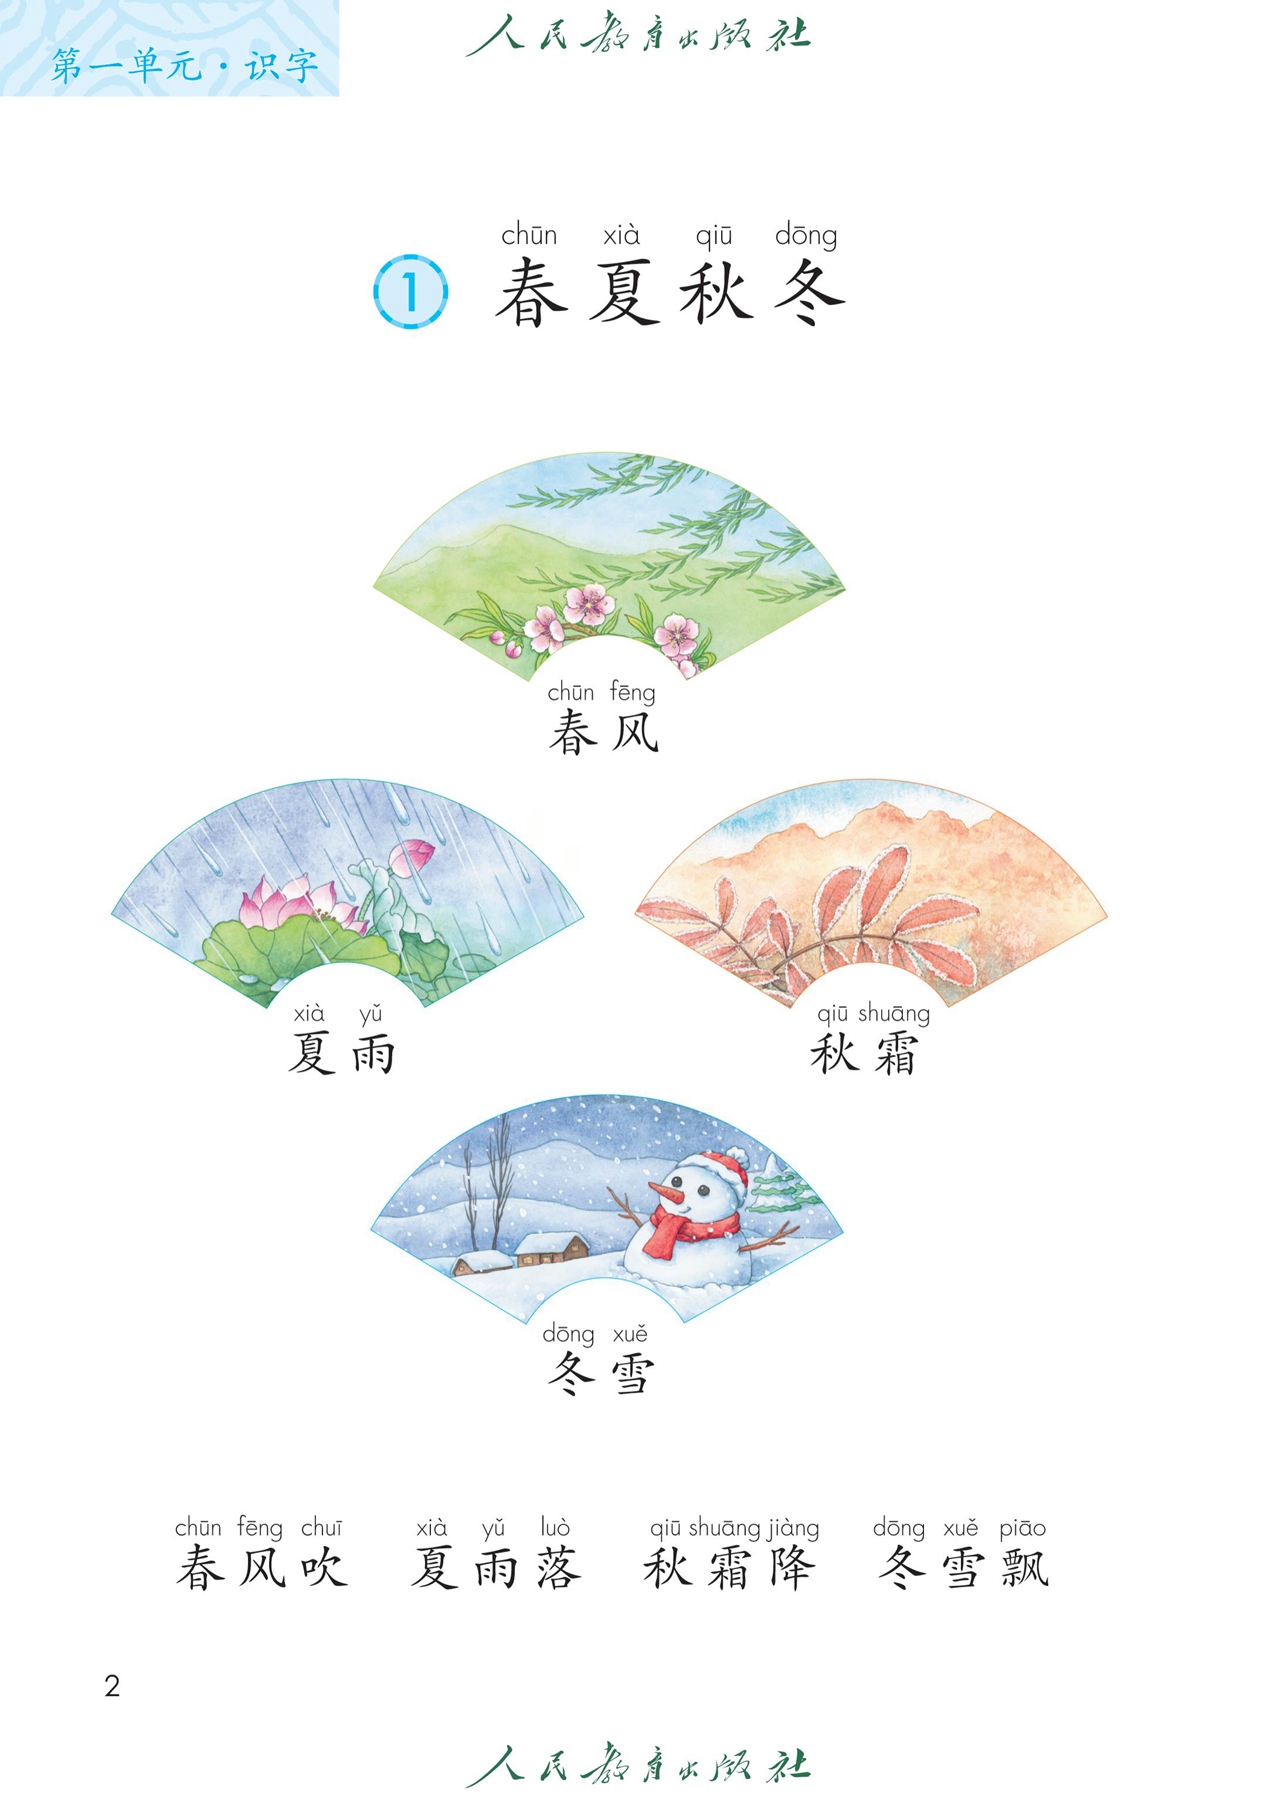 人民教育出版社
第一单元·识字
chūn xià qiū dōng
1 春夏秋冬
chūn fēng
春风
xià yǔ
夏雨
qiū shuāng
秋霜
dōng xuě
冬雪
chūn fēng chuī xià yǔ luò qiū shuāng jiàng dōng xuě piāo
春风吹 夏雨落 秋霜降 冬雪飘
2
人民教育出版社